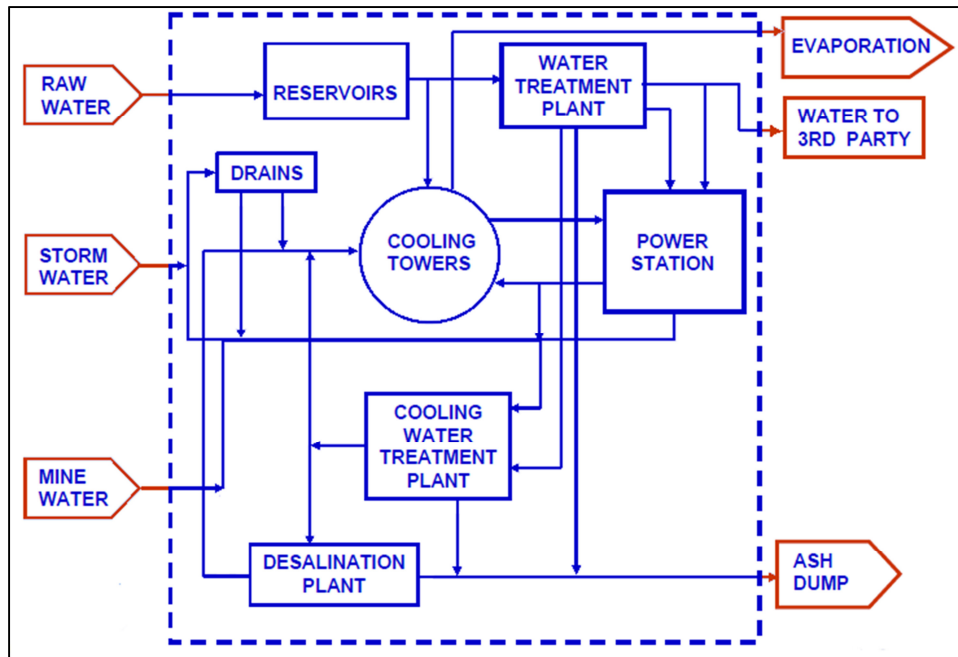 EVAPORATION
RAW
WATER
RESERVOIRS
WATER
TREATMENT
PLANT
WATER TO
3RD PARTY
DRAINS
STORM
WATER
COOLING
TOWERS
POWER
STATION
COOLING
WATER
TREATMENT
PLANT
MINE
WATER
DESALINATION
PLANT
ASH
DUMP